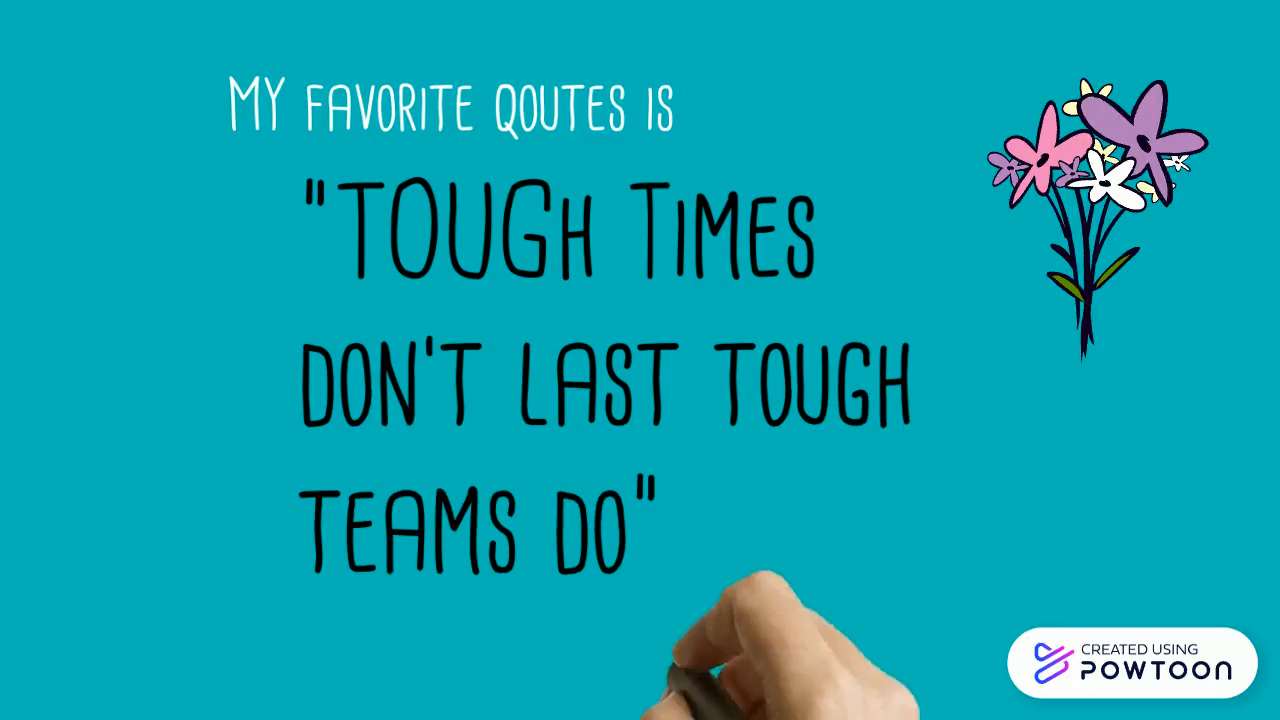 MY FAVORITE QOUTES IS
"TOUGH TIMES
DON'T LAST TOUGH
TEAMS DO"
CREATED USING
POWTOON